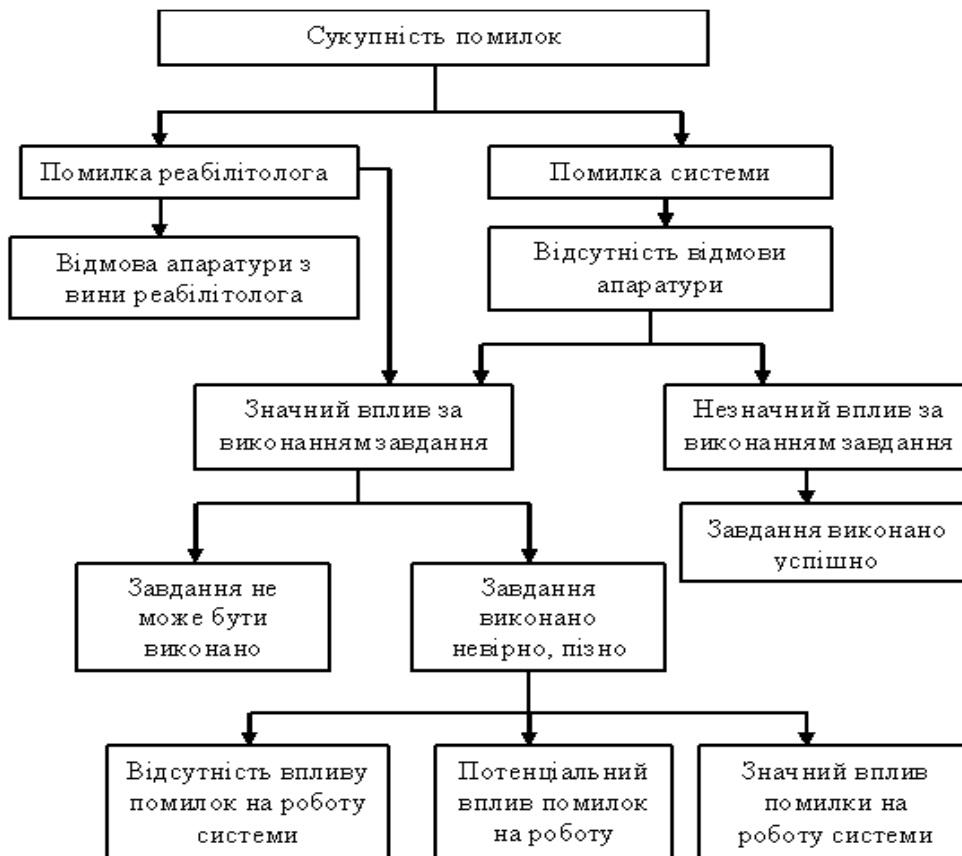 Сукупність помилок
Помилка реабілітолога
Помилка системи
Відмова апаратури з
вини реабілітолога
Відсутність відмови
апаратури
Значний вплив за
виконанням завдання
Незначний вплив за
виконанням завдання
Завдання виконано
успішно
Завдання не
може бути
виконано
Завдання
виконано
невірно, пізно
Відсутність впливу
помилок на роботу
системи
Потенціальний
вплив помилок
на роботу
Значний вплив
помилки на
роботу системи